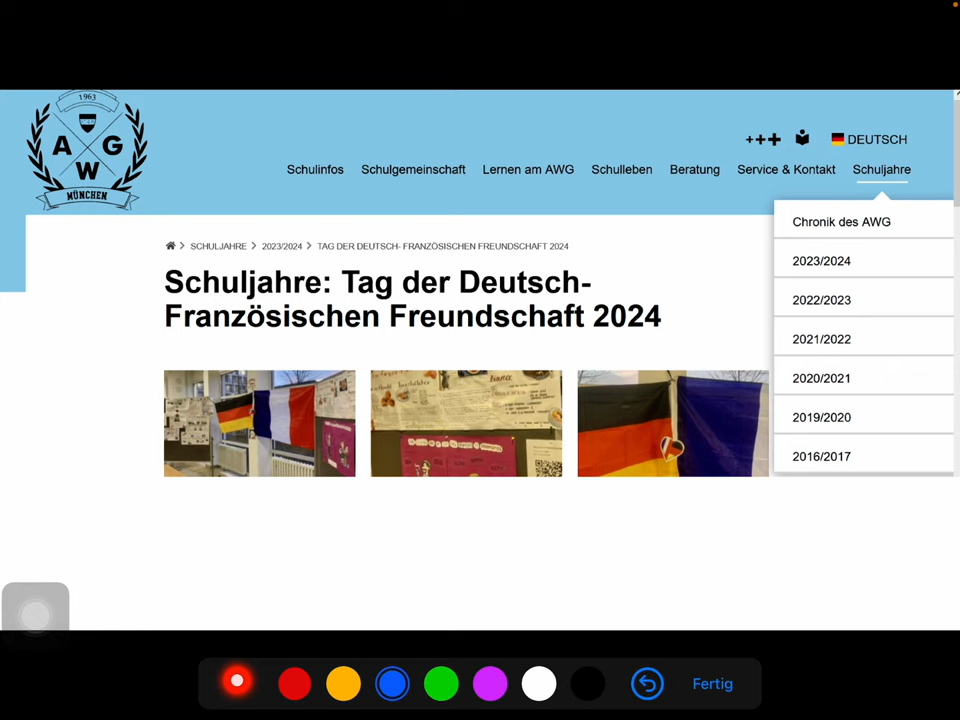 1963
A G
W
MÜNCHEN
DEUTSCH
Schulinfos Schulgemeinschaft Lernen am AWG Schulleben Beratung Service & Kontakt Schuljahre
Chronik des AWG
2023/2024
2022/2023
2021/2022
2020/2021
2019/2020
2016/2017
SCHULJAHRE > 2023/2024 > TAG DER DEUTSCH- FRANZÖSISCHEN FREUNDSCHAFT 2024
Schuljahre: Tag der Deutsch-
Französischen Freundschaft 2024
Fertig